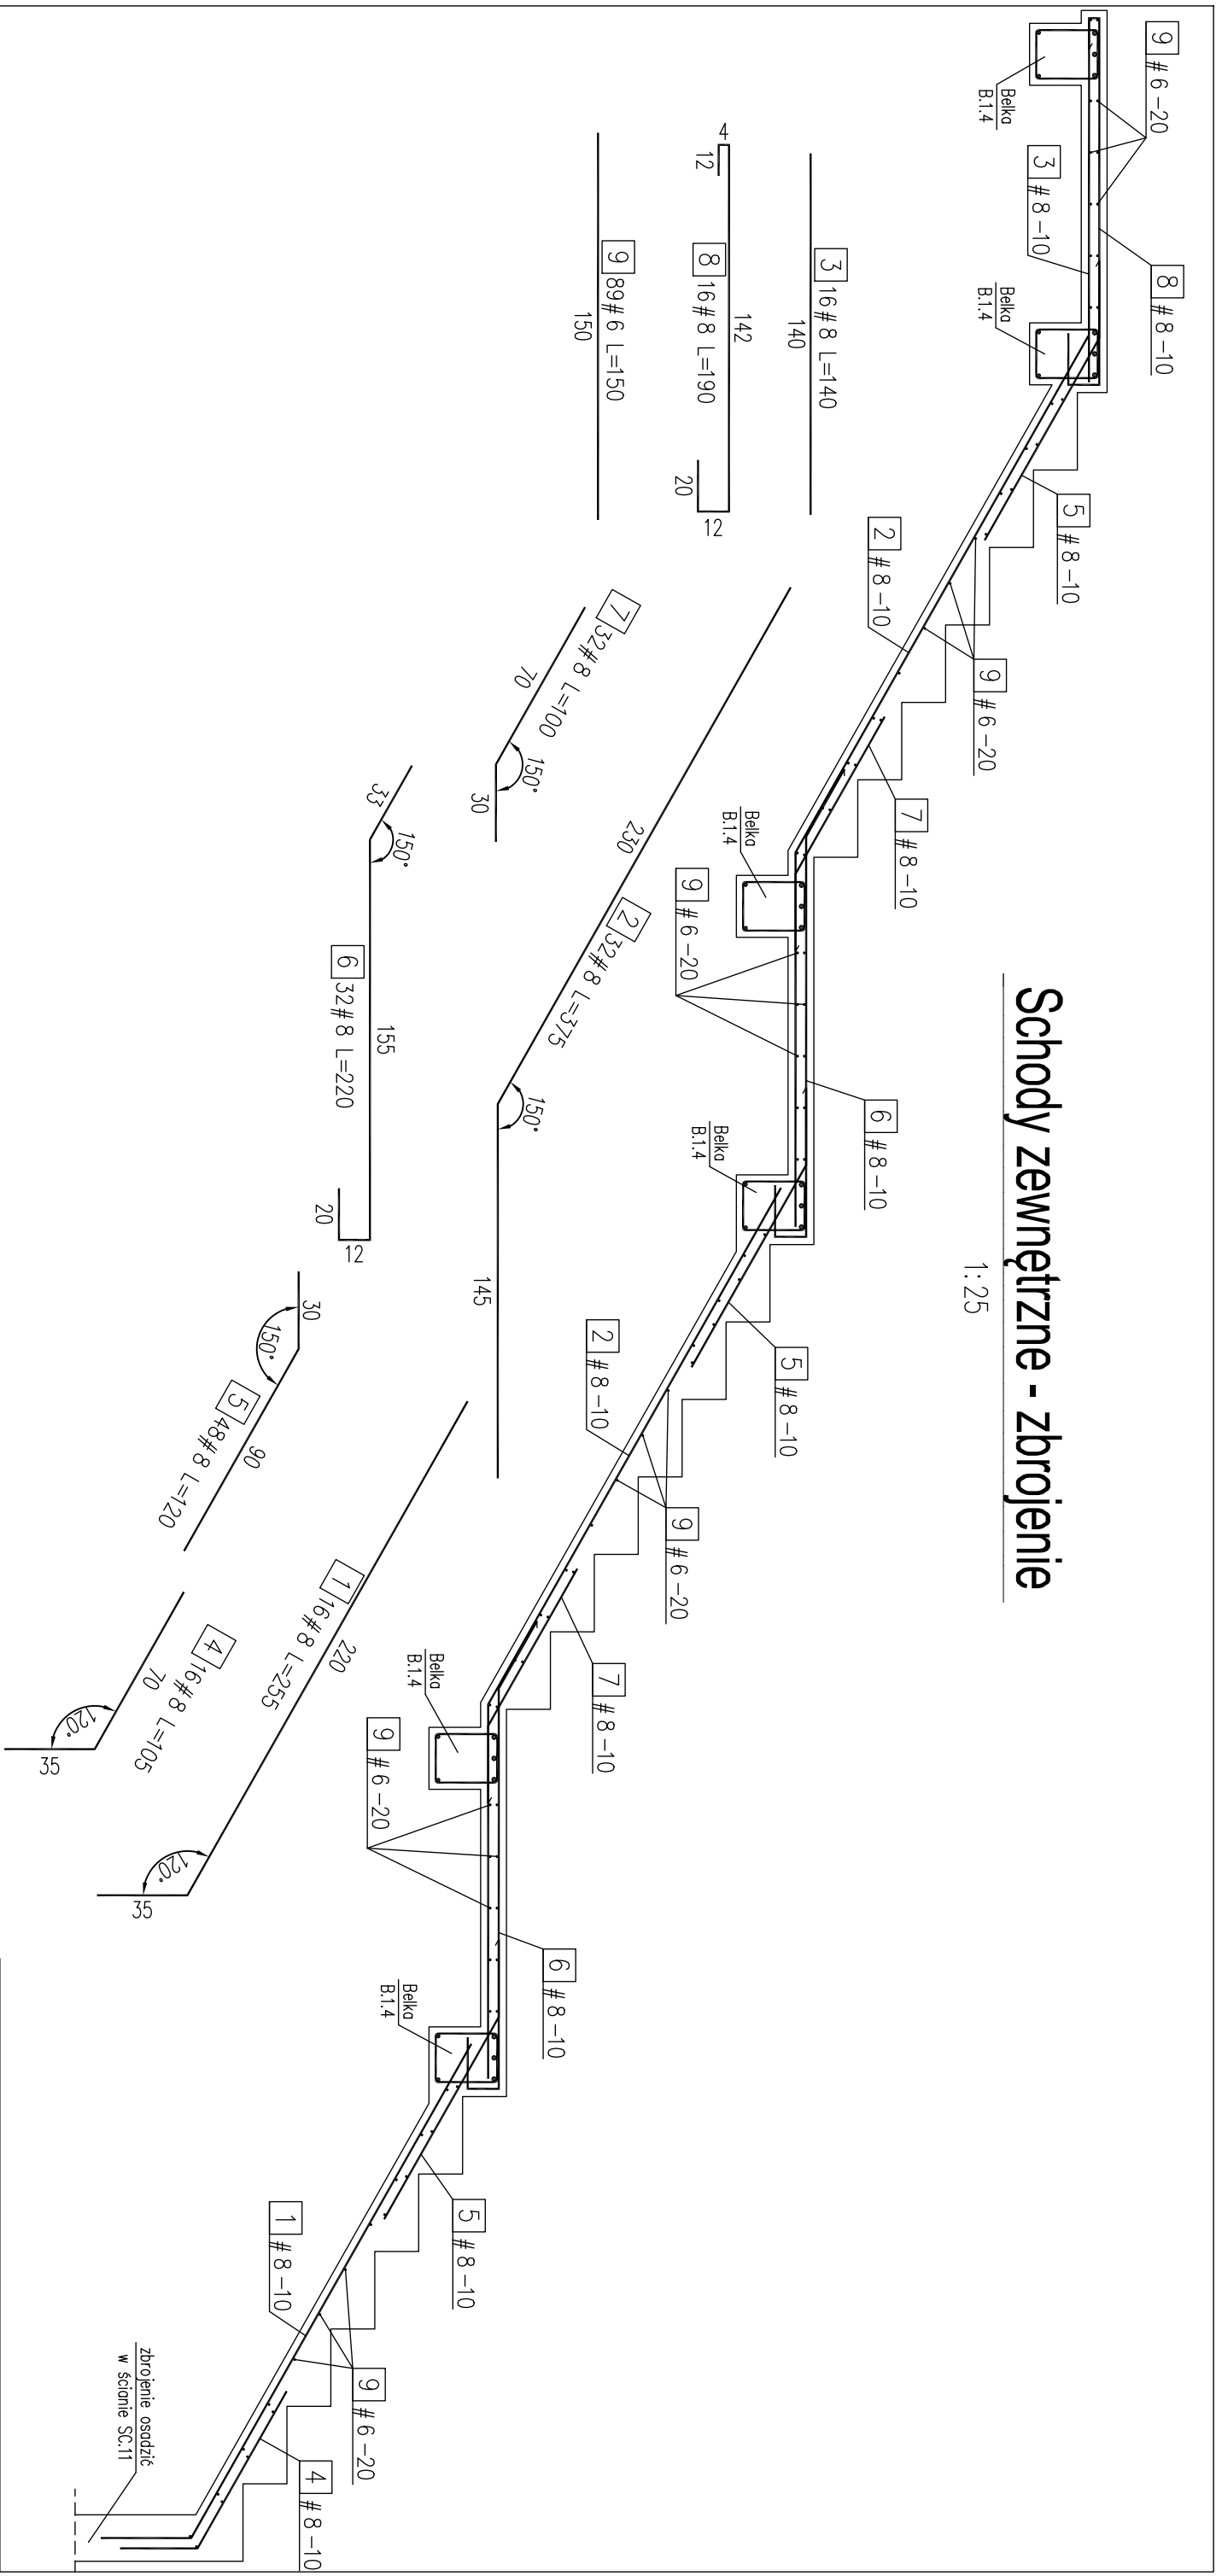 Schody zewnętrzne - zbrojenie
1:25
9 # 6 -20
Belka
B.1.4
3 # 8 -10
8 # 8 -10
Belka
B.1.4
5 # 8 -10
2 # 8 -10
9 # 6 -20
7 # 8 -10
Belka
B.1.4
9 # 6 -20
6 # 8 -10
Belka
B.1.4
5 # 8 -10
2 # 8 -10
9 # 6 -20
7 # 8 -10
Belka
B.1.4
9 # 6 -20
6 # 8 -10
Belka
B.1.4
5 # 8 -10
1 # 8 -10
9 # 6 -20
4 # 8 -10
zbrojenie osadzić
w ścianie SC.11
3 16 # 8 L=140
140
4
12
142
8 16 # 8 L=190
20
12
9 89 # 6 L=150
150
7 32 # 8 L=100
70
150°
30
230
2 32 # 8 L=375
150°
145
33
150°
155
6 32 # 8 L=220
20
12
30
150°
90
5 48 # 8 L=120
220
1 16 # 8 L=255
120°
35
4 16 # 8 L=105
70
120°
35